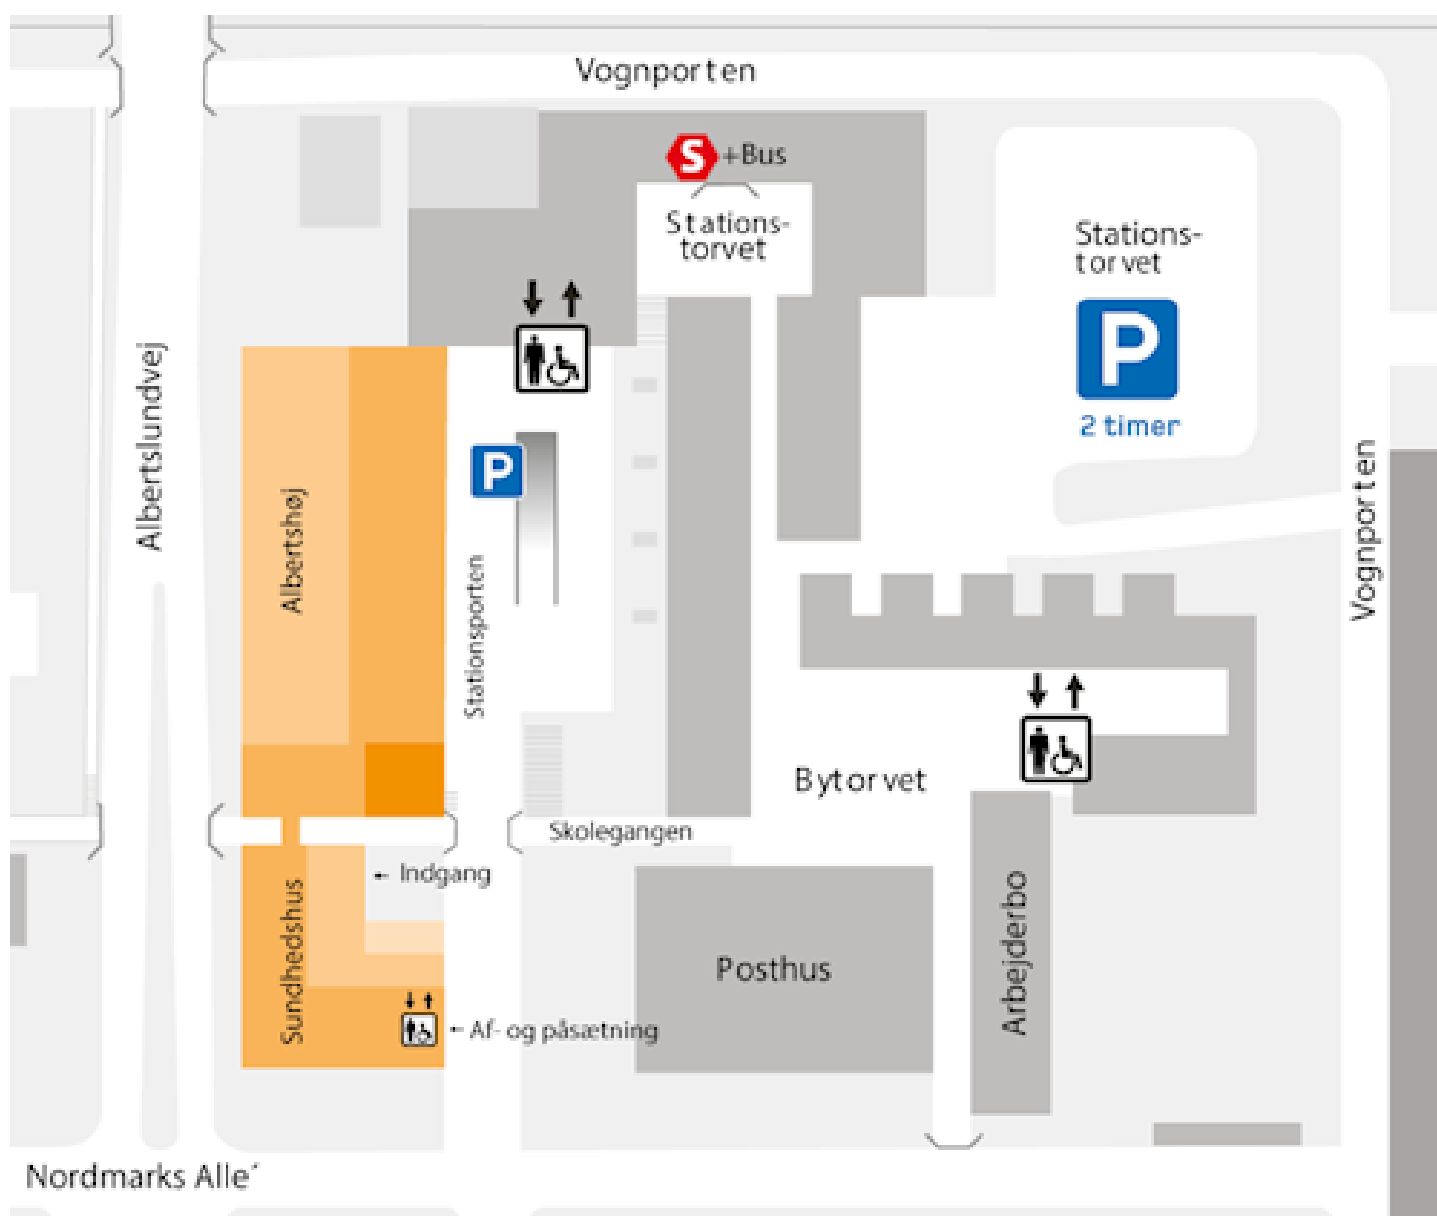 Vognporten
S +Bus
Stations-
torvet
Stations-
torvet
P
2 timer
Albertslundvej
Albertshøj
P
Stationsporten
Vognporten
Bytorvet
Skolegangen
Indgang
Sundhedshus
Posthus
Arbejderbo
Af- og påsætning
Nordmarks Alle´